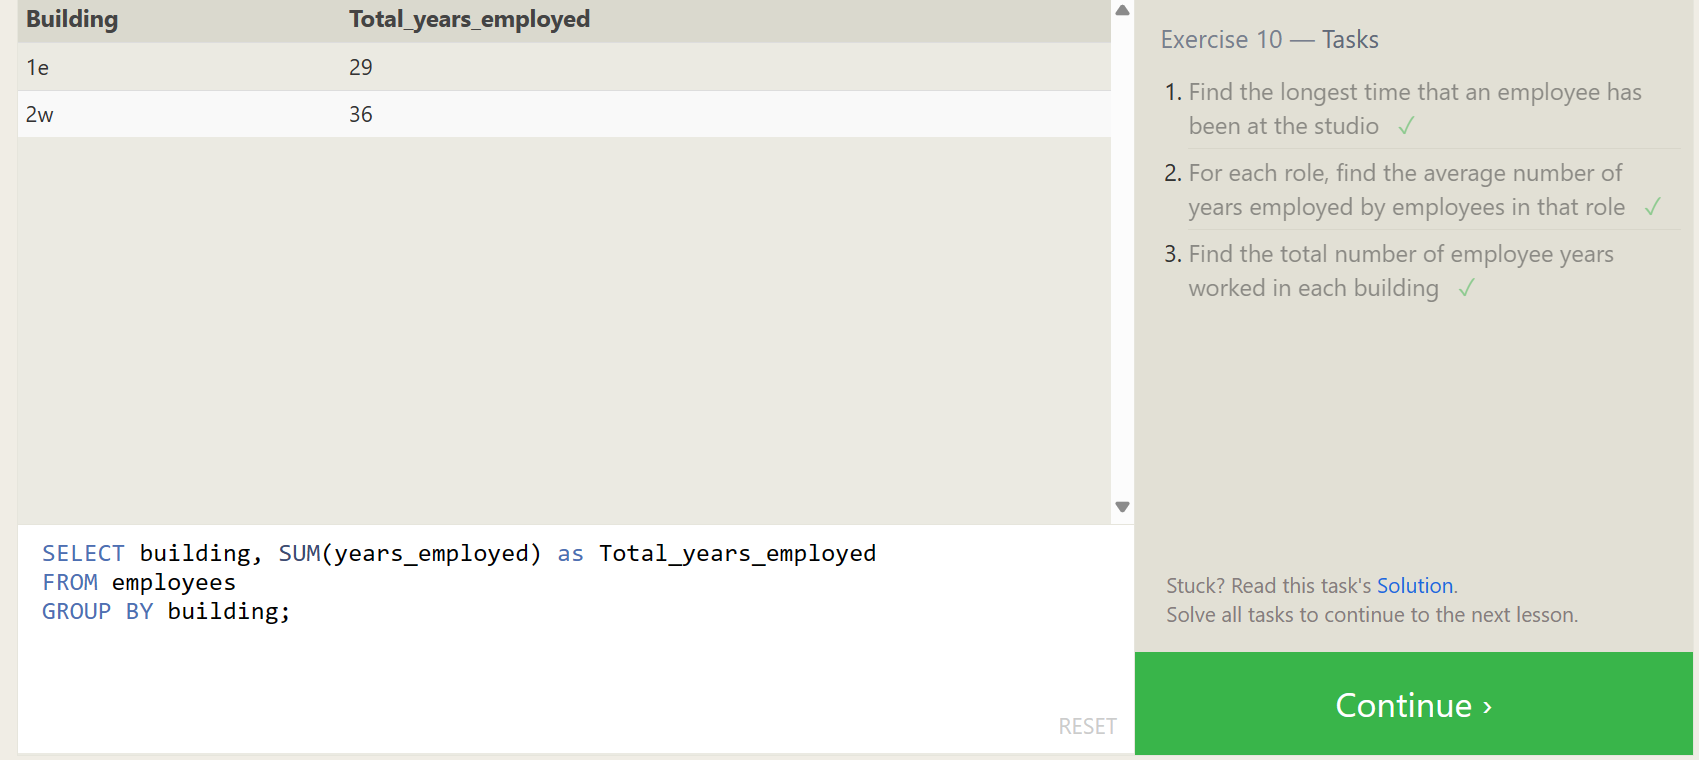 Building Total_years_employed
1e 29
2w 36
SELECT building, SUM(years_employed) as Total_years_employed
FROM employees
GROUP BY building;
RESET
Exercise 10 — Tasks
1. Find the longest time that an employee has
been at the studio ✓
2. For each role, find the average number of
years employed by employees in that role ✓
3. Find the total number of employee years
worked in each building ✓
Stuck? Read this task's Solution.
Solve all tasks to continue to the next lesson.
Continue ›